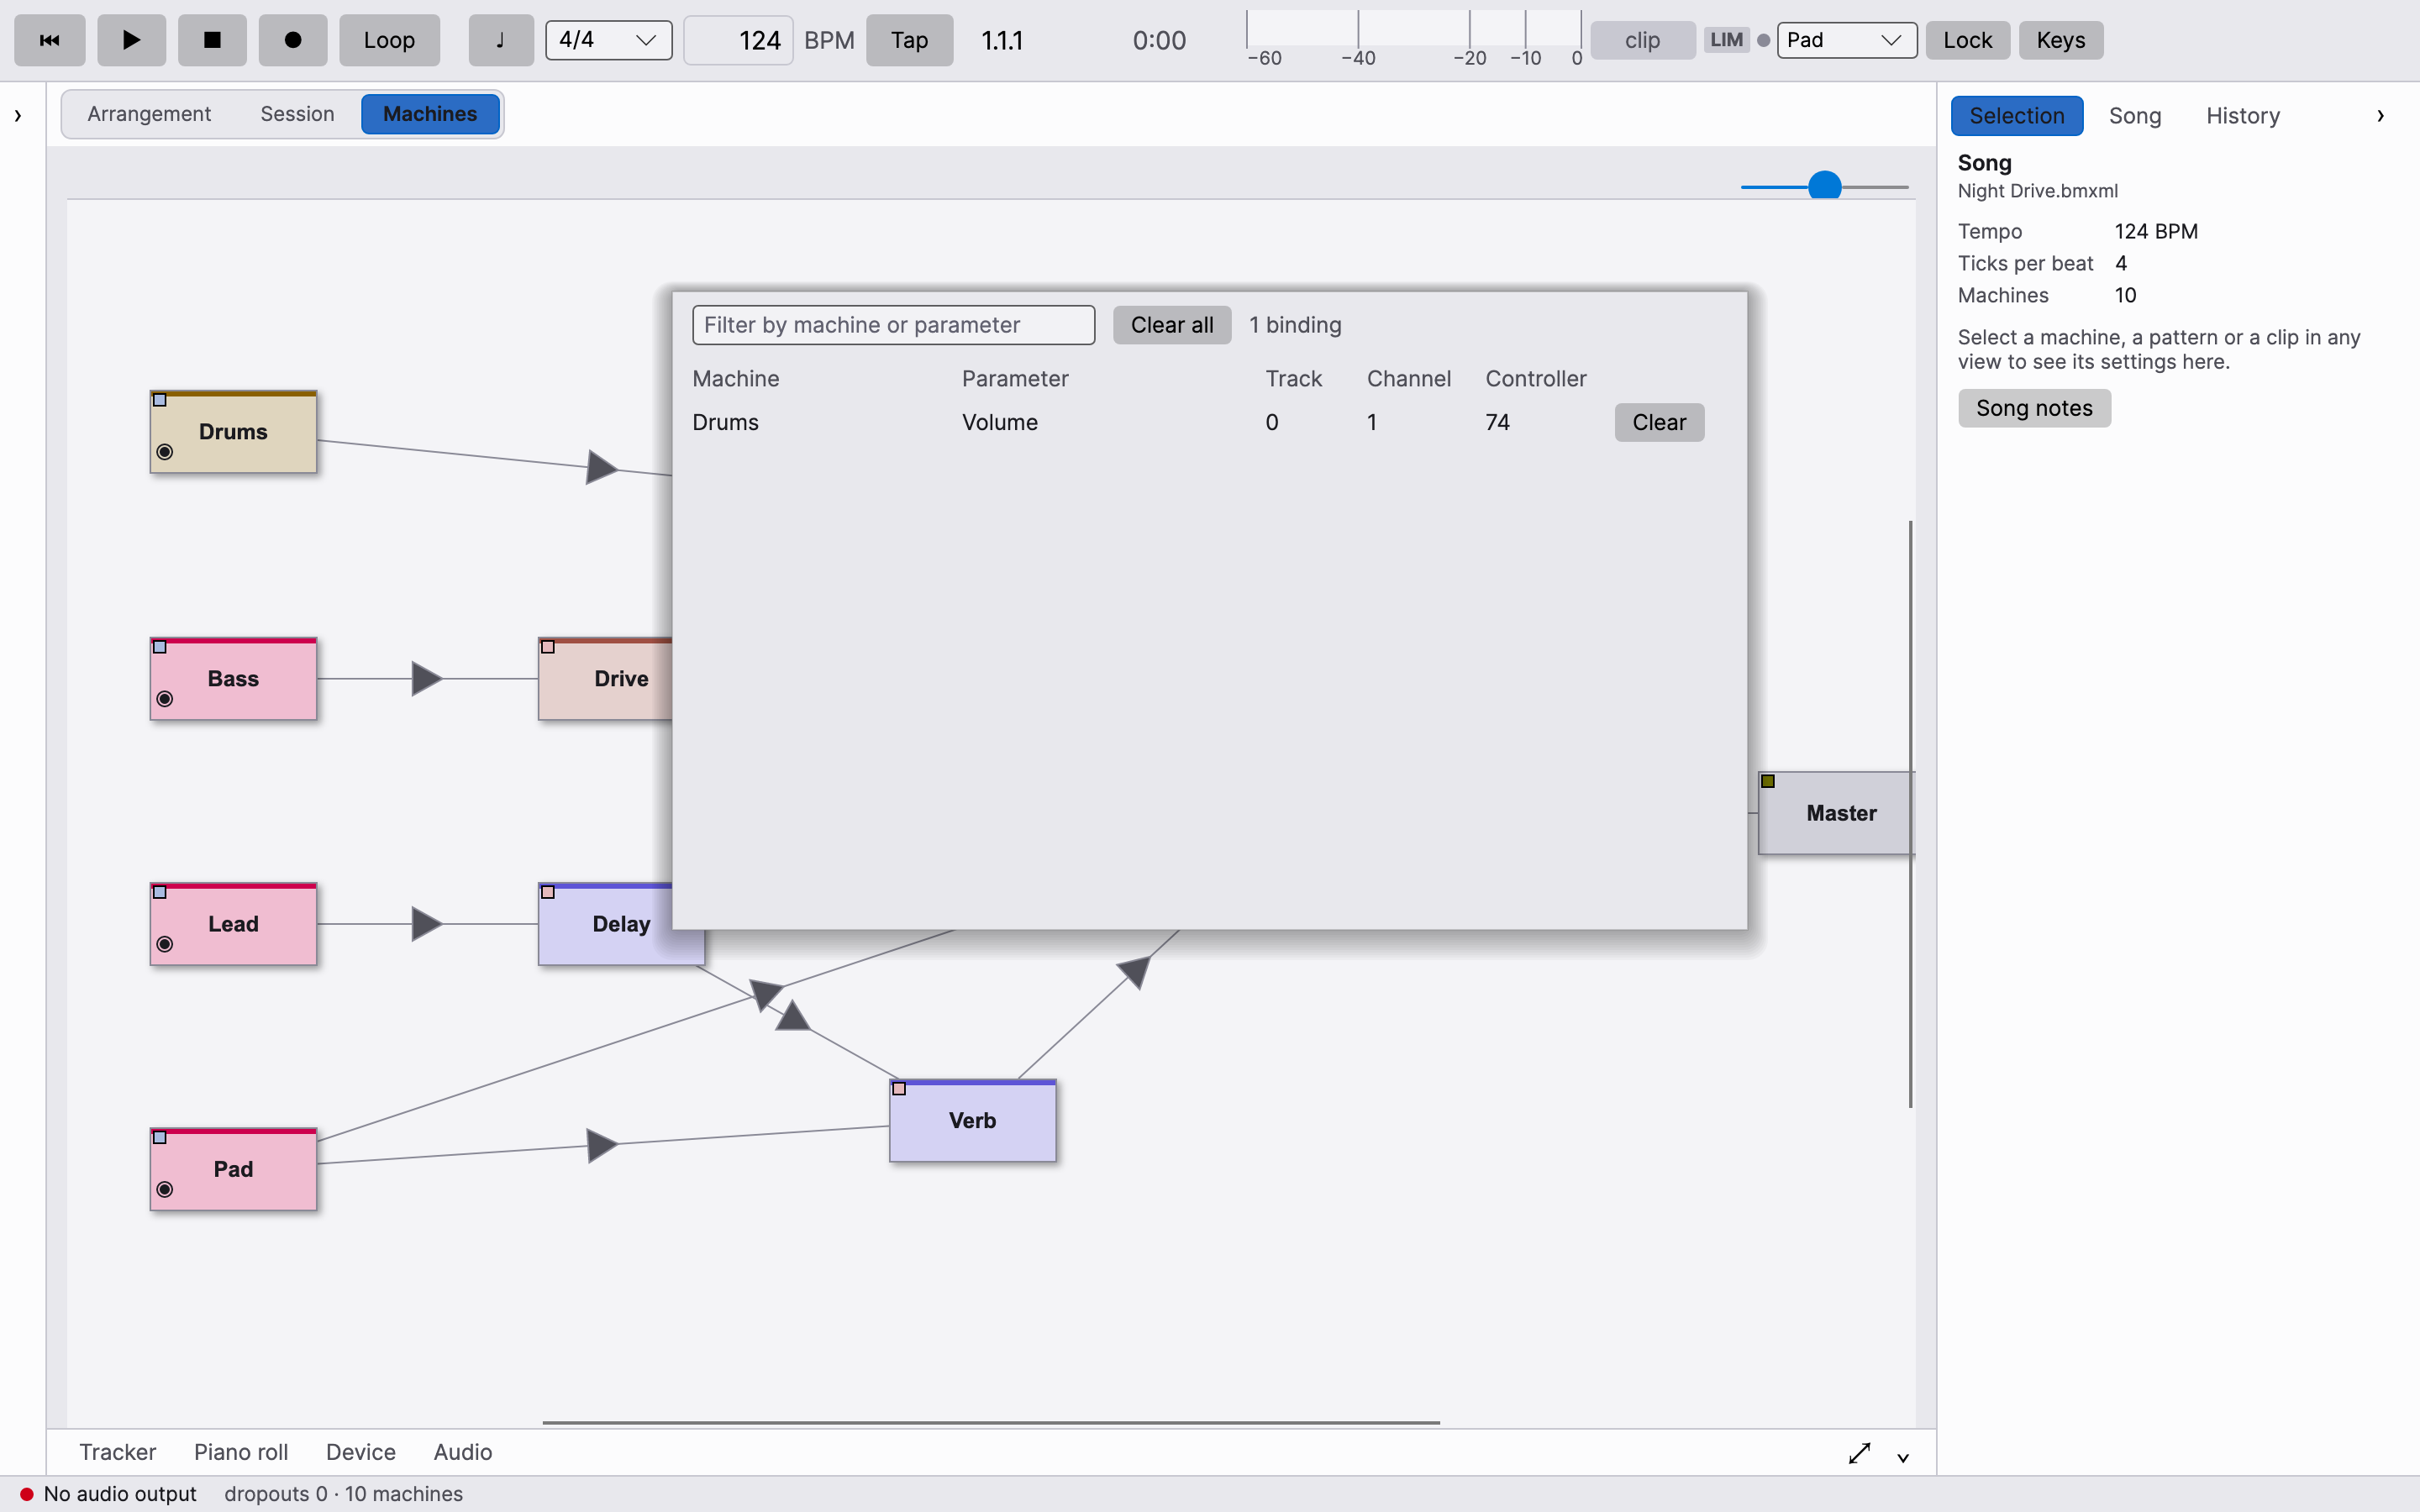 Loop
4/4
124 BPM
Tap
1.1.1
0:00
−60 −40 −20 −10 0
clip
LIM
Pad
Lock
Keys
Arrangement Session Machines
Selection Song History
Song
Night Drive.bmxml
Tempo 124 BPM
Ticks per beat 4
Machines 10
Select a machine, a pattern or a clip in any
view to see its settings here.
Song notes
Filter by machine or parameter
Clear all
1 binding
Machine Parameter Track Channel Controller
Drums Volume 0 1 74 Clear
Drums
Bass
Drive
Lead
Delay
Master
Verb
Pad
Tracker Piano roll Device Audio
No audio output dropouts 0 · 10 machines